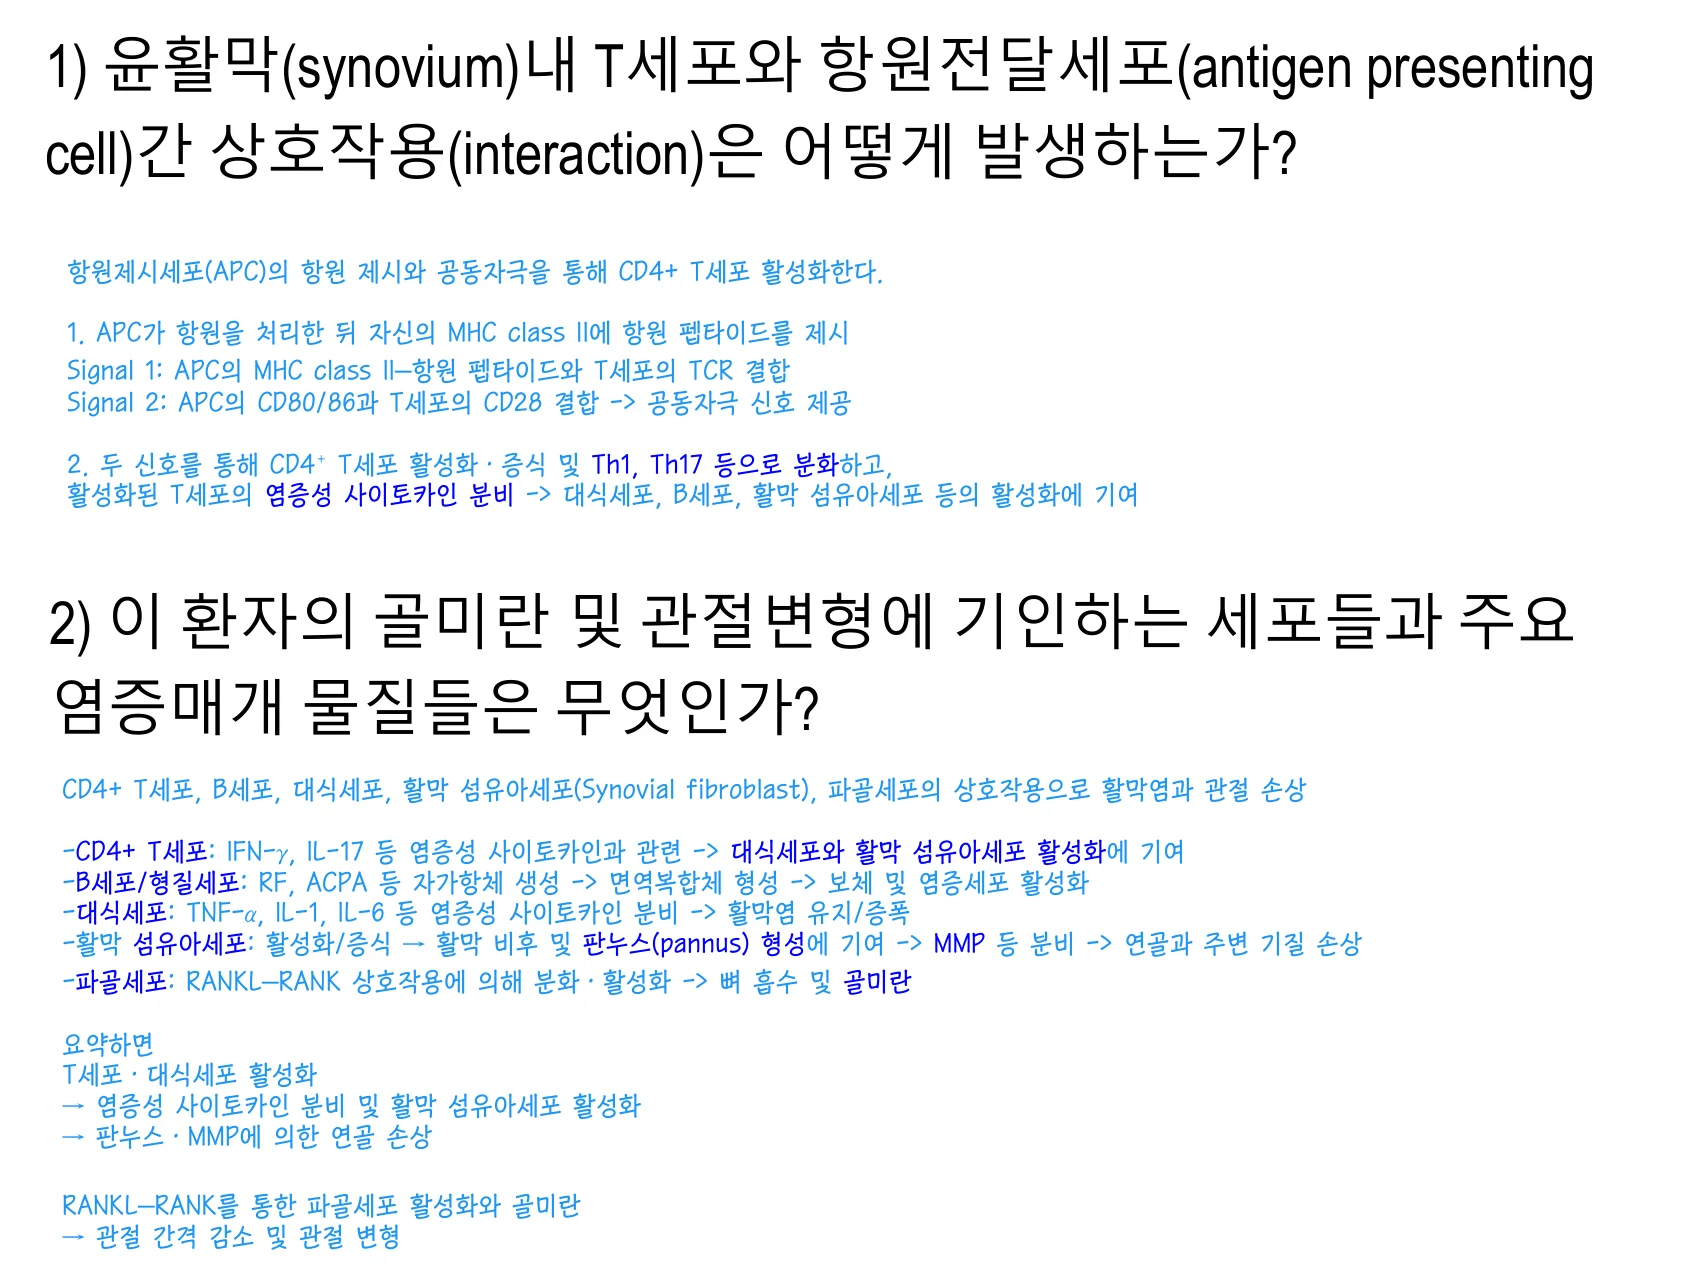 1) 윤활막(synovium)내 T세포와 항원전달세포(antigen presenting
cell)간 상호작용(interaction)은 어떻게 발생하는가?
항원제시세포(APC)의 항원 제시와 공동자극을 통해 CD4+ T세포 활성화한다.
1. APC가 항원을 처리한 뒤 자신의 MHC class II에 항원 펩타이드를 제시
Signal 1: APC의 MHC class II–항원 펩타이드와 T세포의 TCR 결합
Signal 2: APC의 CD80/86과 T세포의 CD28 결합 -> 공동자극 신호 제공
2. 두 신호를 통해 CD4⁺ T세포 활성화·증식 및 Th1, Th17 등으로 분화하고,
활성화된 T세포의 염증성 사이토카인 분비 -> 대식세포, B세포, 활막 섬유아세포 등의 활성화에 기여
2) 이 환자의 골미란 및 관절변형에 기인하는 세포들과 주요
염증매개 물질들은 무엇인가?
CD4+ T세포, B세포, 대식세포, 활막 섬유아세포(Synovial fibroblast), 파골세포의 상호작용으로 활막염과 관절 손상
-CD4+ T세포: IFN-γ, IL-17 등 염증성 사이토카인과 관련 -> 대식세포와 활막 섬유아세포 활성화에 기여
-B세포/형질세포: RF, ACPA 등 자가항체 생성 -> 면역복합체 형성 -> 보체 및 염증세포 활성화
-대식세포: TNF-α, IL-1, IL-6 등 염증성 사이토카인 분비 -> 활막염 유지/증폭
-활막 섬유아세포: 활성화/증식 → 활막 비후 및 판누스(pannus) 형성에 기여 -> MMP 등 분비 -> 연골과 주변 기질 손상
-파골세포: RANKL–RANK 상호작용에 의해 분화·활성화 -> 뼈 흡수 및 골미란
요약하면
T세포·대식세포 활성화
→ 염증성 사이토카인 분비 및 활막 섬유아세포 활성화
→ 판누스·MMP에 의한 연골 손상
RANKL–RANK를 통한 파골세포 활성화와 골미란
→ 관절 간격 감소 및 관절 변형